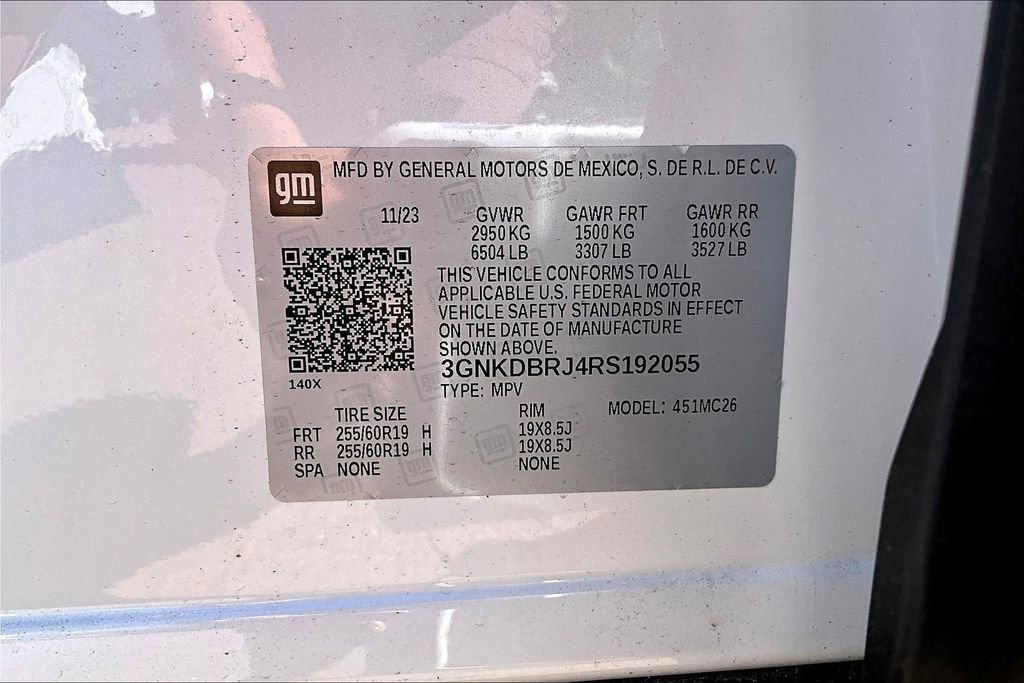 gm MFD BY GENERAL MOTORS DE MEXICO, S. DE R.L. DE C.V.
11/23 GVWR GAWR FRT GAWR RR
2950 KG 1500 KG 1600 KG
6504 LB 3307 LB 3527 LB
THIS VEHICLE CONFORMS TO ALL
APPLICABLE U.S. FEDERAL MOTOR
VEHICLE SAFETY STANDARDS IN EFFECT
ON THE DATE OF MANUFACTURE
SHOWN ABOVE.
3GNKDBRJ4RS192055
140X
TYPE: MPV
TIRE SIZE RIM MODEL: 451MC26
FRT 255/60R19 H 19X8.5J
RR 255/60R19 H 19X8.5J
SPA NONE NONE